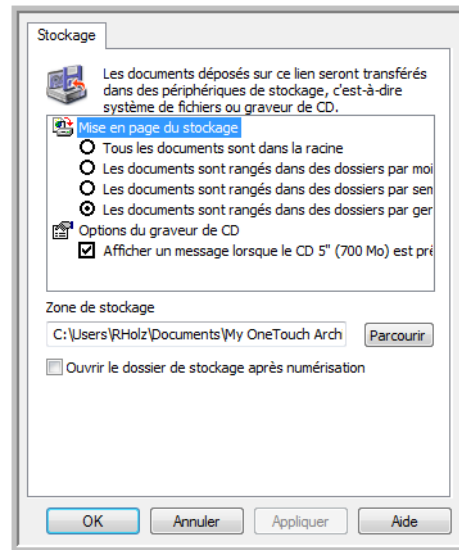 Stockage
Les documents déposés sur ce lien seront transférés
dans des périphériques de stockage, c'est-à-dire
système de fichiers ou graveur de CD.
Mise en page du stockage
Tous les documents sont dans la racine
Les documents sont rangés dans des dossiers par moi
Les documents sont rangés dans des dossiers par sem
Les documents sont rangés dans des dossiers par ger
Options du graveur de CD
Afficher un message lorsque le CD 5" (700 Mo) est prê
Zone de stockage
C:\Users\RHolz\Documents\My OneTouch Arch
Parcourir
Ouvrir le dossier de stockage après numérisation
OK Annuler Appliquer Aide